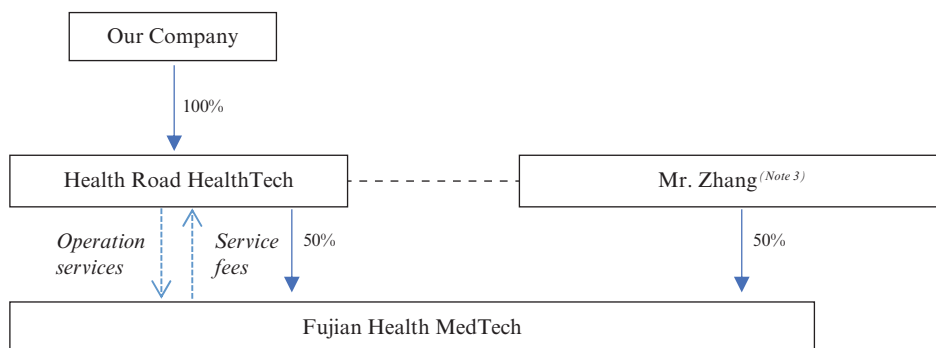 Our Company
100%
Health Road HealthTech
Mr. Zhang(Note 3)
Operation
services
Service
fees
50%
50%
Fujian Health MedTech